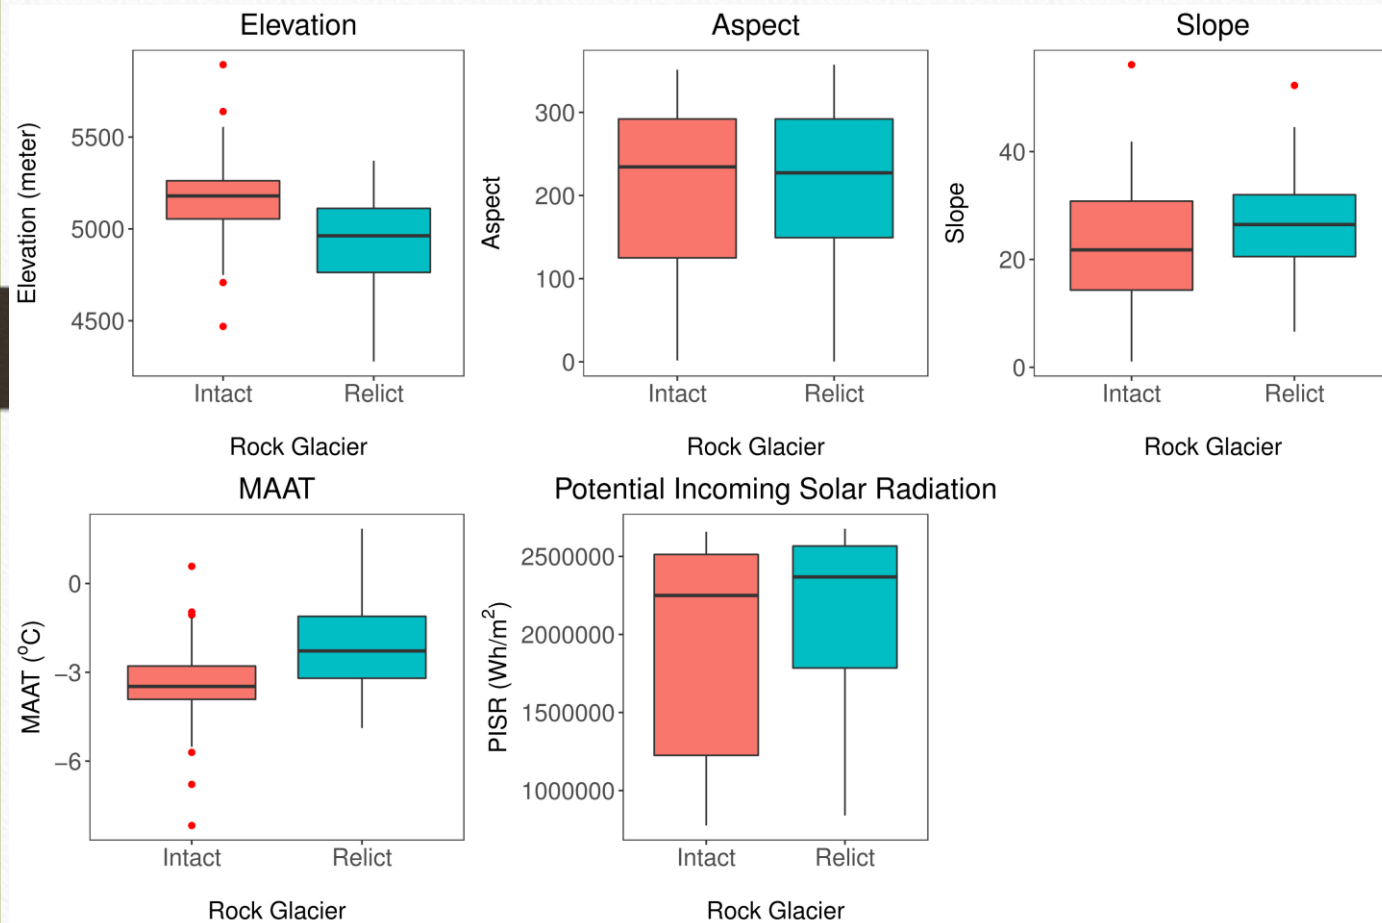 Elevation
Elevation (meter)
5500
5000
4500
Intact Relict
Rock Glacier
Aspect
Aspect
300
200
100
0
Intact Relict
Rock Glacier
Slope
Slope
40
20
0
Intact Relict
Rock Glacier
MAAT
MAAT (°C)
0
−3
−6
Intact Relict
Rock Glacier
Potential Incoming Solar Radiation
PISR (Wh/m²)
2500000
2000000
1500000
1000000
Intact Relict
Rock Glacier